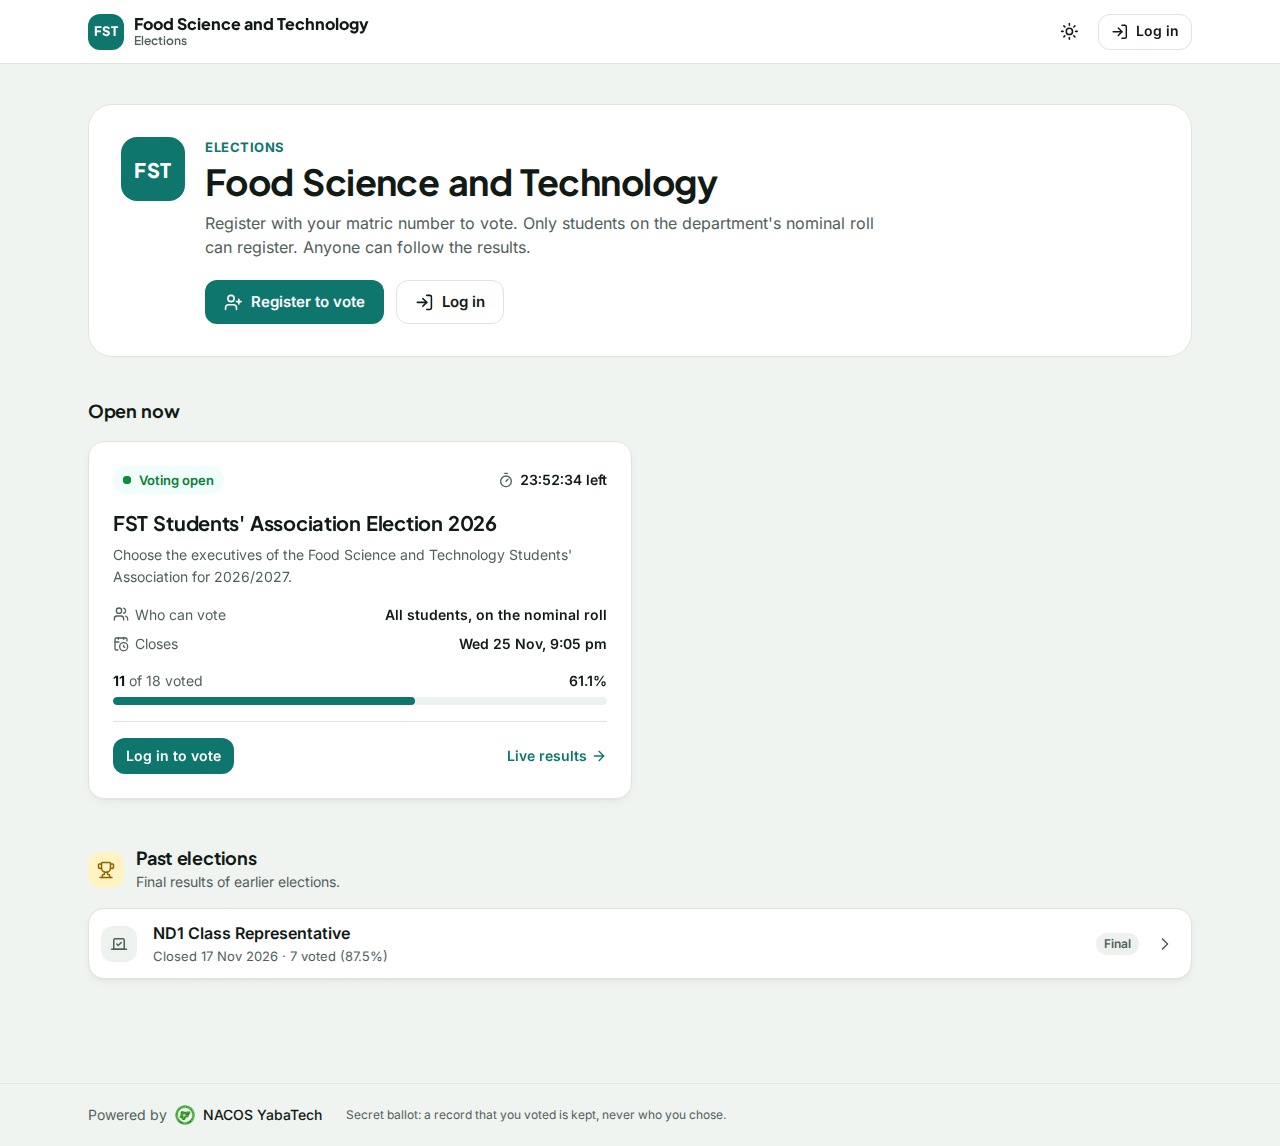 FST
Food Science and Technology
Elections
Log in
FST
ELECTIONS
Food Science and Technology
Register with your matric number to vote. Only students on the department's nominal roll
can register. Anyone can follow the results.
Register to vote
Log in
Open now
Voting open
23:52:34 left
FST Students' Association Election 2026
Choose the executives of the Food Science and Technology Students'
Association for 2026/2027.
Who can vote
All students, on the nominal roll
Closes
Wed 25 Nov, 9:05 pm
11 of 18 voted
61.1%
Log in to vote
Live results
Past elections
Final results of earlier elections.
ND1 Class Representative
Closed 17 Nov 2026 · 7 voted (87.5%)
Final
Powered by
NACOS YabaTech
Secret ballot: a record that you voted is kept, never who you chose.